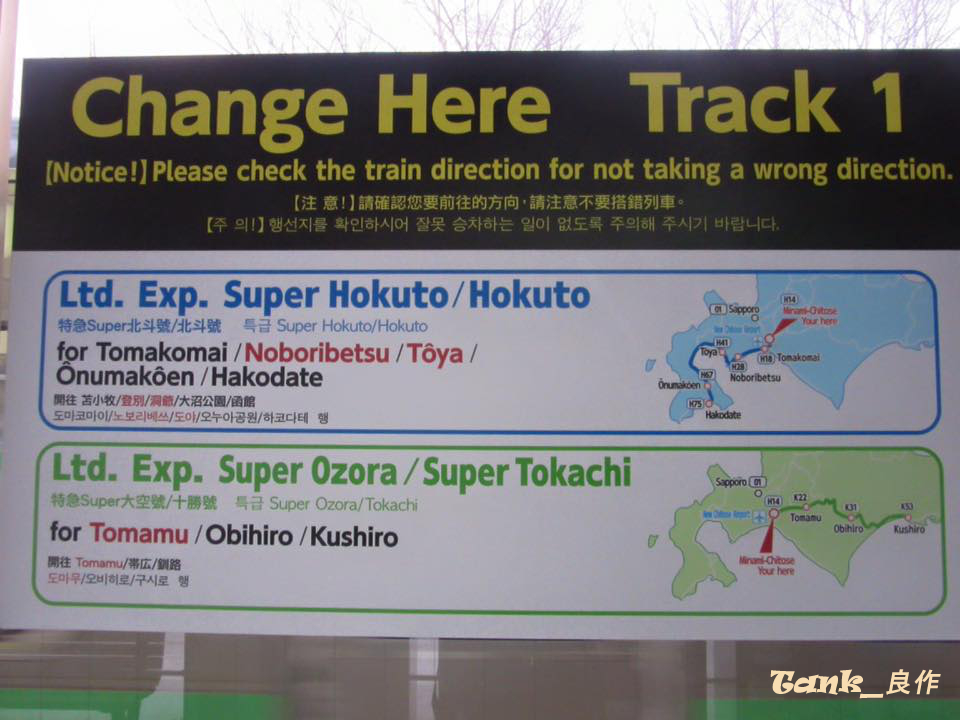 Change Here Track 1
【Notice!】Please check the train direction for not taking a wrong direction.
【注 意!】請確認您要前往的方向,請注意不要搭錯列車。
【주 의!】행선지를 확인하시어 잘못 승차하는 일이 없도록 주의해 주시기 바랍니다.
Ltd. Exp. Super Hokuto / Hokuto
特急Super北斗號/北斗號 특급 Super Hokuto/Hokuto
for Tomakomai / Noboribetsu / Tôya /
Ônumakôen / Hakodate
開往 苫小牧/登別/洞爺/大沼公園/函館
도마코마이/노보리베쓰/도야/오누마공원/하코다테 행
01 Sapporo
H14
Minami-Chitose
Your here
New Chitose Airport
H41
Toya
H28
Noboribetsu
H18 Tomakomai
Ônumakóen
H67
H75
Hakodate
Ltd. Exp. Super Ozora / Super Tokachi
特急Super大空號/十勝號 특급 Super Ozora/Tokachi
for Tomamu / Obihiro / Kushiro
開往 Tomamu/帯広/釧路
도마무/오비히로/구시로 행
Sapporo 01
New Chitose Airport
H14
K22
Tomamu
K31
Obihiro
K53
Kushiro
Minami-Chitose
Your here
Tank_良作